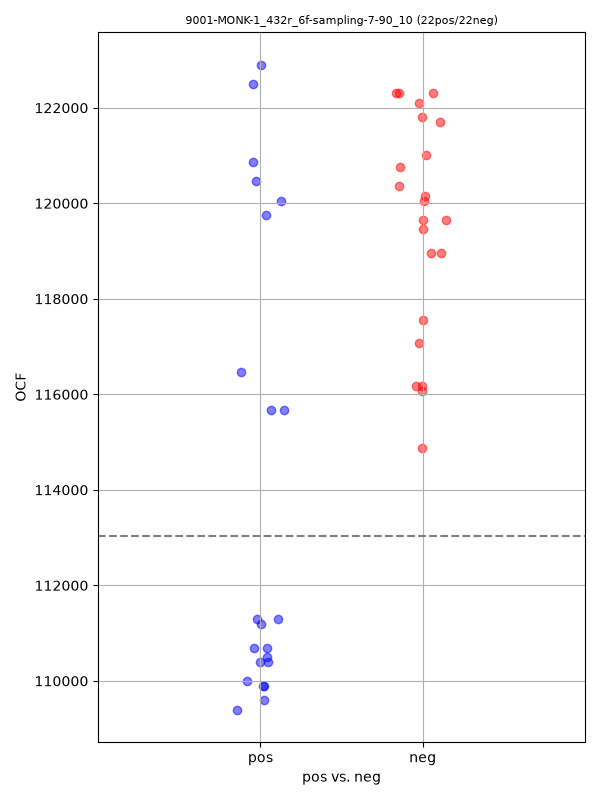 9001-MONK-1_432r_6f-sampling-7-90_10 (22pos/22neg)
122000
120000
118000
116000
114000
112000
110000
OCF
pos
neg
pos vs. neg